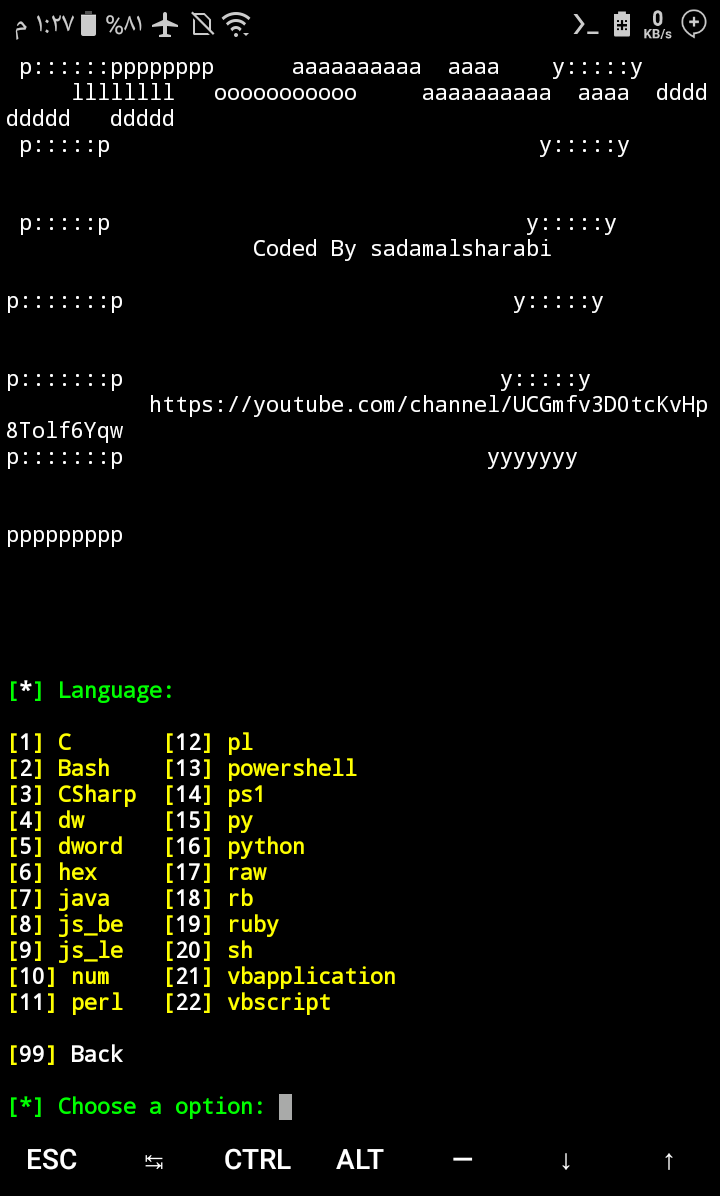 م ١:٢٧ %٨١ 0 KB/s
p::::::pppppppp      aaaaaaaaaa  aaaa    y:::::y
llllllll   ooooooooooo     aaaaaaaaaa  aaaa  dddd
ddddd   ddddd
p:::::p                                 y:::::y
p:::::p                                y:::::y
Coded By sadamalsharabi
p:::::::p                              y:::::y
p:::::::p                             y:::::y
https://youtube.com/channel/UCGmfv3DOtcKvHp
8Tolf6Yqw
p:::::::p                            yyyyyyy
ppppppppp
[*] Language:
[1] C       [12] pl
[2] Bash    [13] powershell
[3] CSharp  [14] ps1
[4] dw      [15] py
[5] dword   [16] python
[6] hex     [17] raw
[7] java    [18] rb
[8] js_be   [19] ruby
[9] js_le   [20] sh
[10] num    [21] vbapplication
[11] perl   [22] vbscript
[99] Back
[*] Choose a option:
ESC ↹ CTRL ALT — ↓ ↑